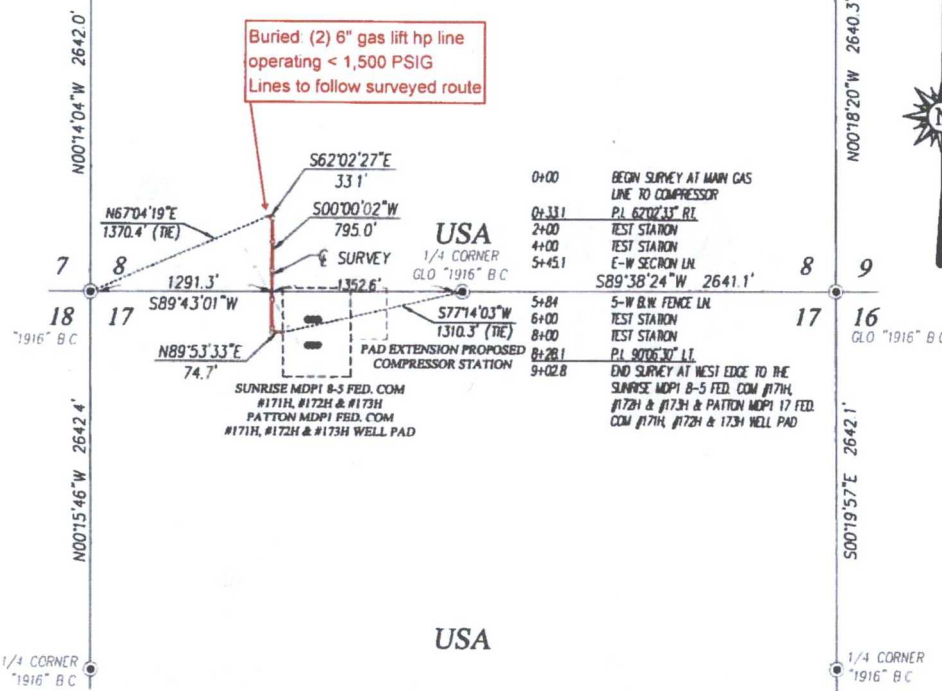 N00°14'04"W 2642.0'
Buried: (2) 6" gas lift hp line
operating < 1,500 PSIG
Lines to follow surveyed route
N00°18'20"W 2640.3'
N
S62°02'27"E
33.1'
N67°04'19"E
1370.4' (TIE)
S00°00'02"W
795.0'
℄ SURVEY
USA
1/4 CORNER
GLO "1916" B.C.
0+00 BEGIN SURVEY AT MAIN GAS
LINE TO COMPRESSOR
0+33.1 P.I. 62°02'33" RT.
2+00 TEST STATION
4+00 TEST STATION
5+45.1 E-W SECTION LN.
7 8
18 17
"1916" B.C.
1291.3'
S89°43'01"W
1352.6'
S89°38'24"W 2641.1'
8 9
17 16
GLO "1916" B.C.
5+84 5-W B.W. FENCE LN.
6+00 TEST STATION
8+00 TEST STATION
8+28.1 P.I. 90°06'30" LT.
9+02.8 END SURVEY AT WEST EDGE TO THE
SUNRISE MDP1 8-5 FED. COM #171H,
#172H & #173H & PATTON MDP1 17 FED.
COM #171H, #172H & 173H WELL PAD
S77°14'03"W
1310.3' (TIE)
PAD EXTENSION PROPOSED
COMPRESSOR STATION
N89°53'33"E
74.7'
SUNRISE MDP1 8-5 FED. COM
#171H, #172H & #173H
PATTON MDP1 FED. COM
#171H, #172H & #173H WELL PAD
N00°15'46"W 2642.4'
S00°19'57"E 2642.1'
USA
1/4 CORNER
"1916" B.C.
1/4 CORNER
"1916" B.C.